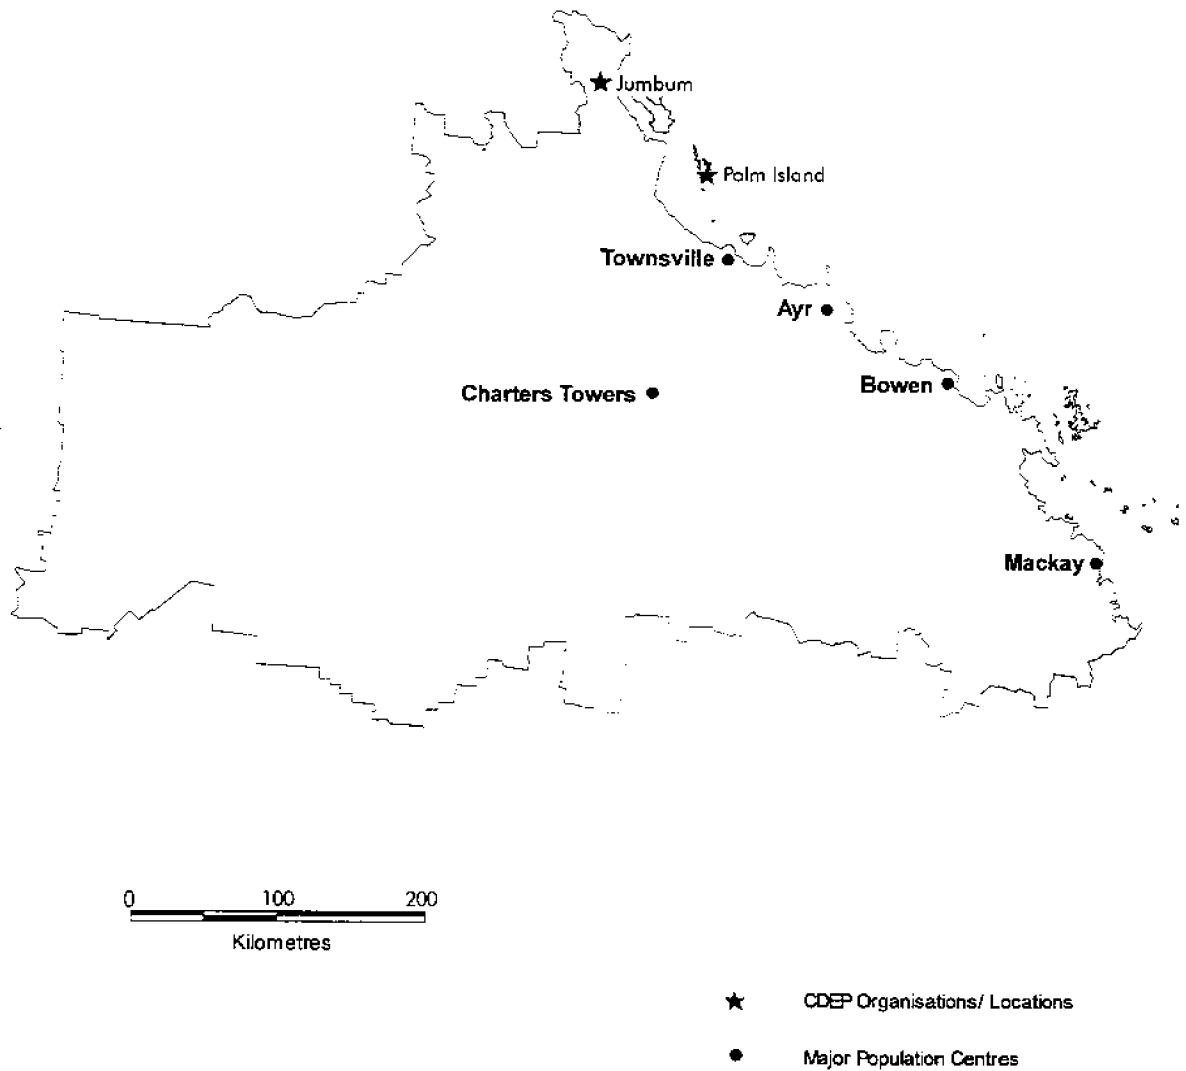 Jumbum
Palm Island
Townsville
Ayr
Bowen
Charters Towers
Mackay
0 100 200
Kilometres
CDEP Organisations/ Locations
Major Population Centres